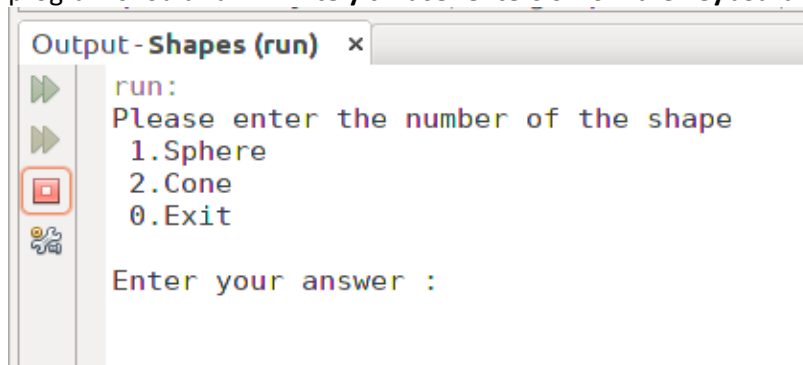 Output - Shapes (run) ×
run:
Please enter the number of the shape
1.Sphere
2.Cone
0.Exit
Enter your answer :